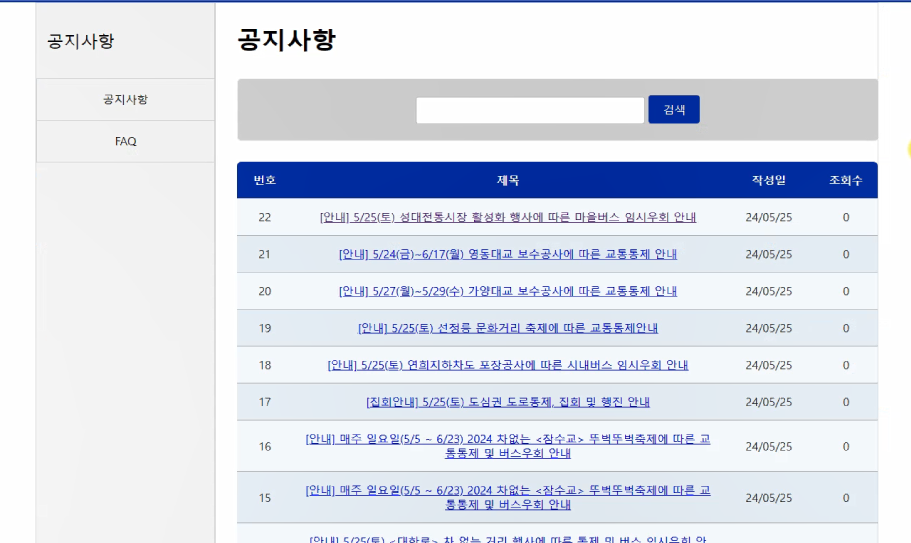 공지사항
공지사항
FAQ
공지사항
검색
번호 제목 작성일 조회수
22 [안내] 5/25(토) 성대전통시장 활성화 행사에 따른 마을버스 임시우회 안내 24/05/25 0
21 [안내] 5/24(금)~6/17(월) 영동대교 보수공사에 따른 교통통제 안내 24/05/25 0
20 [안내] 5/27(월)~5/29(수) 가양대교 보수공사에 따른 교통통제 안내 24/05/25 0
19 [안내] 5/25(토) 선정릉 문화거리 축제에 따른 교통통제안내 24/05/25 0
18 [안내] 5/25(토) 연희지하차도 포장공사에 따른 시내버스 임시우회 안내 24/05/25 0
17 [집회안내] 5/25(토) 도심권 도로통제, 집회 및 행진 안내 24/05/25 0
16 [안내] 매주 일요일(5/5 ~ 6/23) 2024 차없는 <잠수교> 뚜벅뚜벅축제에 따른 교
통통제 및 버스우회 안내 24/05/25 0
15 [안내] 매주 일요일(5/5 ~ 6/23) 2024 차없는 <잠수교> 뚜벅뚜벅축제에 따른 교
통통제 및 버스우회 안내 24/05/25 0
[안내] 5/25(토) <대학로> 차 없는 거리 행사에 따른 통제 및 버스 임시우회 안